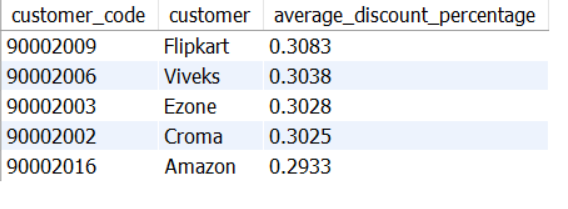 customer_code customer average_discount_percentage
90002009 Flipkart 0.3083
90002006 Viveks 0.3038
90002003 Ezone 0.3028
90002002 Croma 0.3025
90002016 Amazon 0.2933